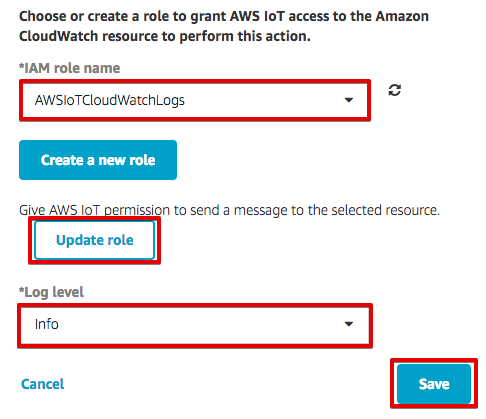 Choose or create a role to grant AWS IoT access to the Amazon
CloudWatch resource to perform this action.
*IAM role name
AWSIoTCloudWatchLogs
Create a new role
Give AWS IoT permission to send a message to the selected resource.
Update role
*Log level
Info
Cancel
Save